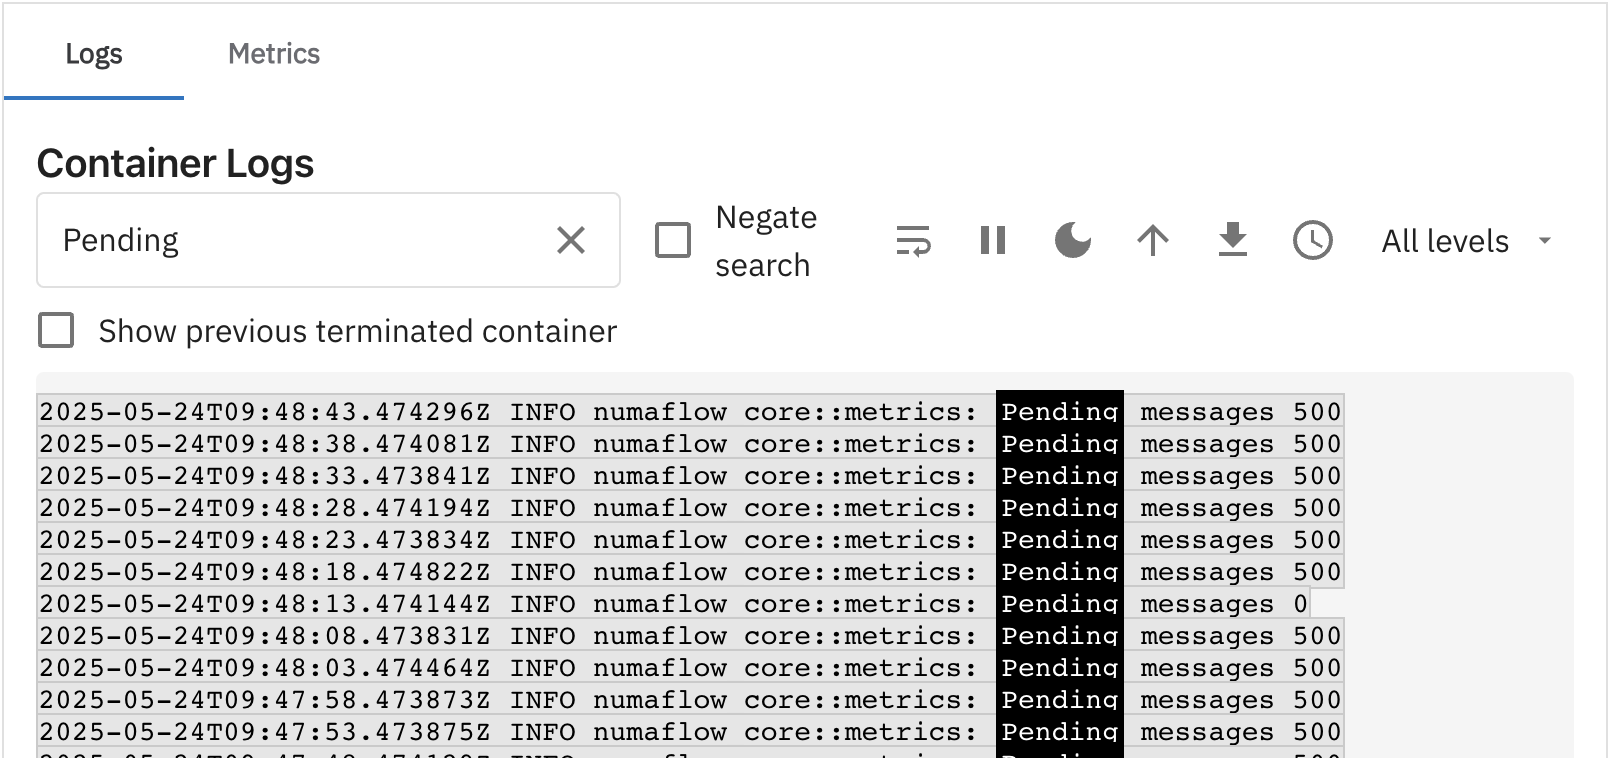 Logs Metrics
Container Logs
Pending
Negate
search
All levels
Show previous terminated container
2025-05-24T09:48:43.474296Z INFO numaflow core::metrics: Pending messages 500
2025-05-24T09:48:38.474081Z INFO numaflow core::metrics: Pending messages 500
2025-05-24T09:48:33.473841Z INFO numaflow core::metrics: Pending messages 500
2025-05-24T09:48:28.474194Z INFO numaflow core::metrics: Pending messages 500
2025-05-24T09:48:23.473834Z INFO numaflow core::metrics: Pending messages 500
2025-05-24T09:48:18.474822Z INFO numaflow core::metrics: Pending messages 500
2025-05-24T09:48:13.474144Z INFO numaflow core::metrics: Pending messages 0
2025-05-24T09:48:08.473831Z INFO numaflow core::metrics: Pending messages 500
2025-05-24T09:48:03.474464Z INFO numaflow core::metrics: Pending messages 500
2025-05-24T09:47:58.473873Z INFO numaflow core::metrics: Pending messages 500
2025-05-24T09:47:53.473875Z INFO numaflow core::metrics: Pending messages 500